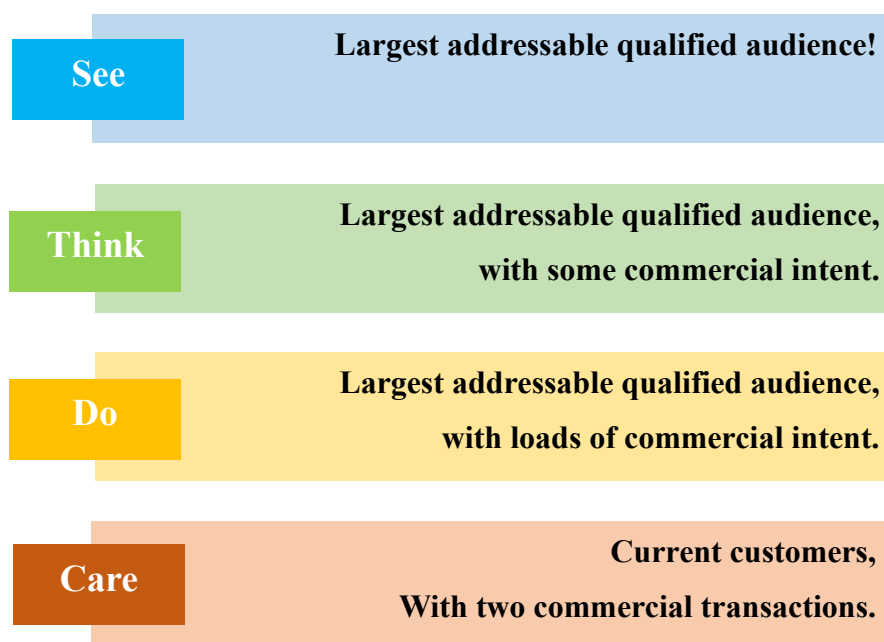 See
Largest addressable qualified audience!
Think
Largest addressable qualified audience,
with some commercial intent.
Do
Largest addressable qualified audience,
with loads of commercial intent.
Care
Current customers,
With two commercial transactions.